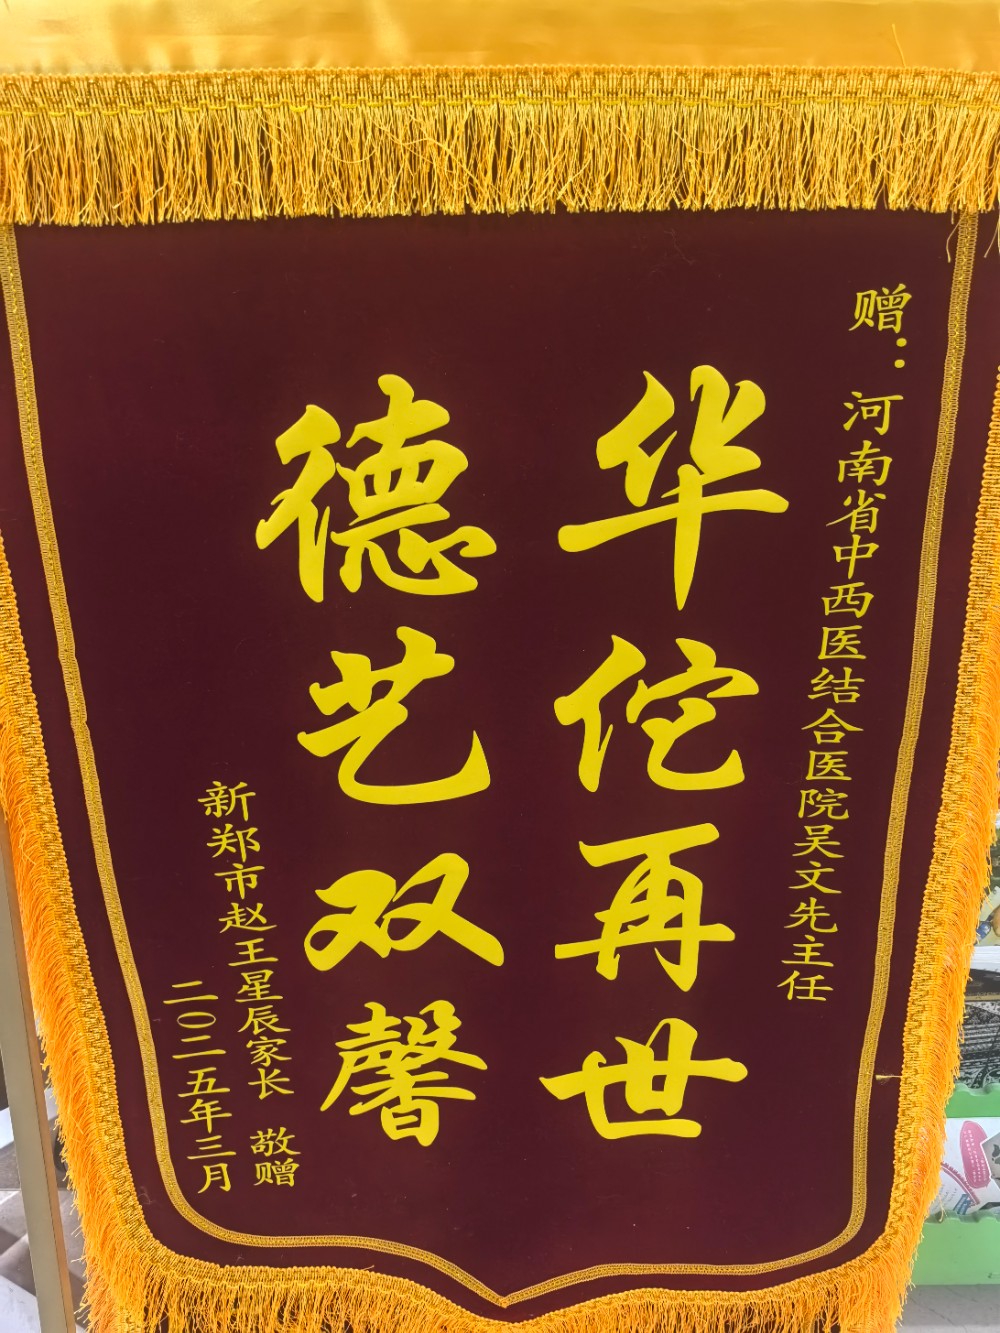 赠：河南省中西医结合医院吴文先主任
华佗再世
德艺双馨
新郑市赵王星辰家长 敬赠
二〇二五年三月